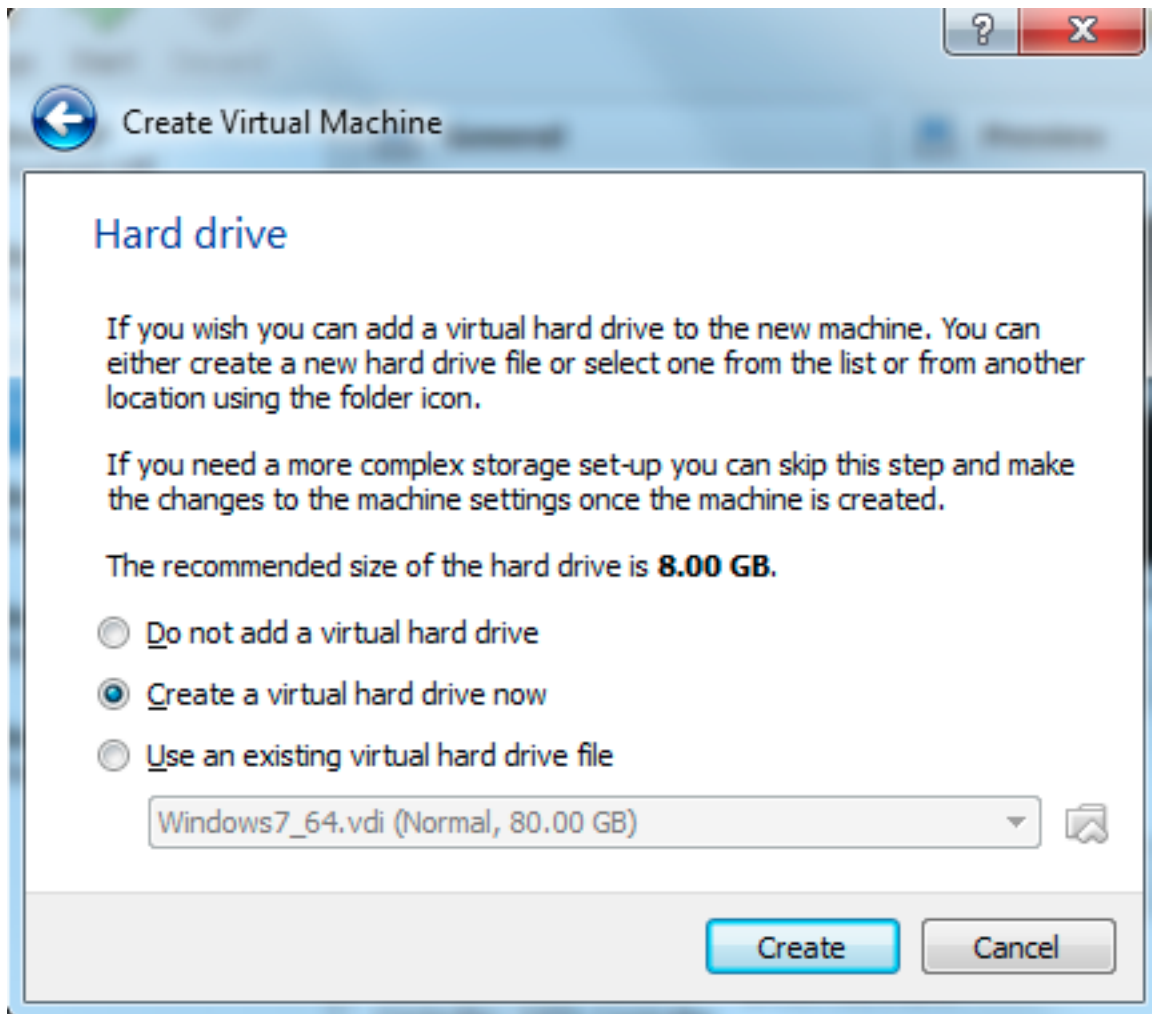 Create Virtual Machine
Hard drive
If you wish you can add a virtual hard drive to the new machine. You can
either create a new hard drive file or select one from the list or from another
location using the folder icon.
If you need a more complex storage set-up you can skip this step and make
the changes to the machine settings once the machine is created.
The recommended size of the hard drive is 8.00 GB.
Do not add a virtual hard drive
Create a virtual hard drive now
Use an existing virtual hard drive file
Windows7_64.vdi (Normal, 80.00 GB)
Create Cancel